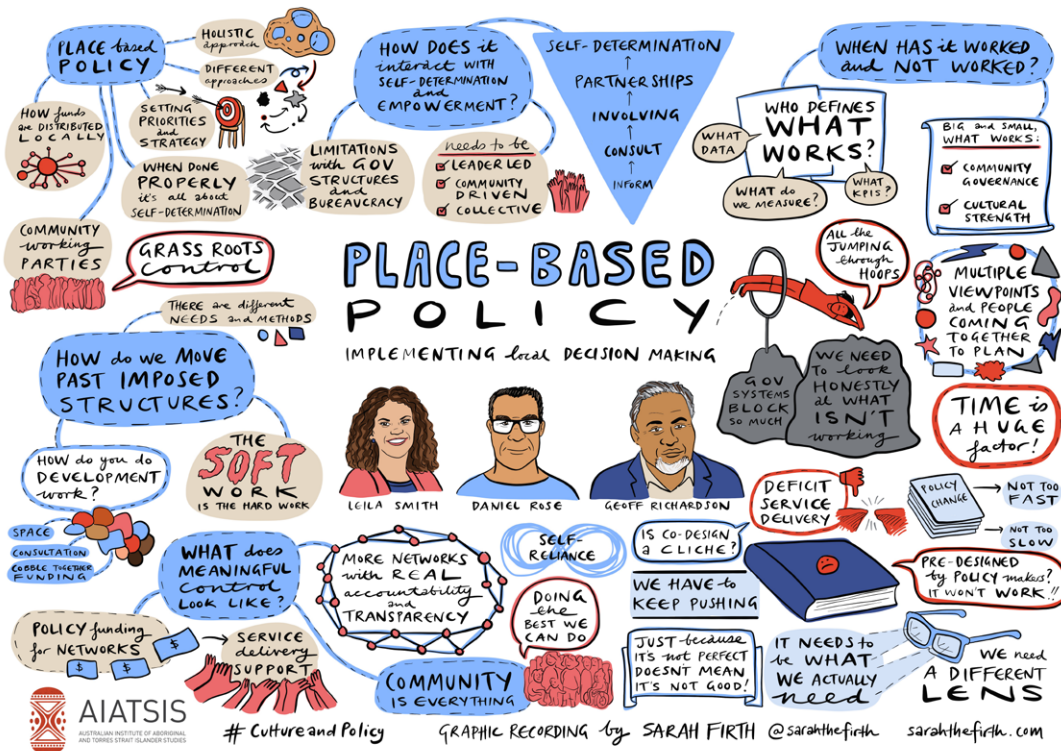 PLACE based
POLICY
HOLISTIC
approach
DIFFERENT
approaches
HOW funds
are DISTRIBUTED
LOCALLY
SETTING
PRIORITIES
and
STRATEGY
WHEN DONE
PROPERLY
it's all about
SELF-DETERMINATION
COMMUNITY
working
PARTIES
GRASS ROOTS
control
HOW DOES it
interact WITH
SELF-DETERMINATION
and
EMPOWERMENT?
LIMITATIONS
with GOV
STRUCTURES
and
BUREAUCRACY
needs to be
LEADER LED
COMMUNITY
DRIVEN
COLLECTIVE
SELF-DETERMINATION
PARTNERSHIPS
INVOLVING
CONSULT
INFORM
WHEN HAS it WORKED
and NOT WORKED?
WHO DEFINES
WHAT
WORKS?
WHAT
DATA
WHAT do
WE MEASURE?
WHAT
KPIS?
BIG and SMALL,
WHAT WORKS:
COMMUNITY
GOVERNANCE
CULTURAL
STRENGTH
PLACE-BASED
POLICY
IMPLEMENTING local DECISION MAKING
ALL the
JUMPING
through
HOOPS
GOV
SYSTEMS
BLOCK
SO MUCH
WE NEED
TO look
HONESTLY
at WHAT
ISN'T
working
MULTIPLE
VIEWPOINTS
and PEOPLE
COMING
TOGETHER
TO PLAN
TIME is
A HUGE
factor!
THERE are different
NEEDS and METHODS
HOW do we MOVE
PAST IMPOSED
STRUCTURES?
THE
SOFT
WORK
IS THE HARD WORK
HOW do you do
DEVELOPMENT
work?
SPACE
CONSULTATION
COBBLE TOGETHER
FUNDING
LEILA SMITH
DANIEL ROSE
GEOFF RICHARDSON
DEFICIT
SERVICE
DELIVERY
POLICY
CHANGE
NOT TOO
FAST
NOT TOO
SLOW
WHAT does
MEANINGFUL
control
LOOK LIKE?
MORE NETWORKS
with REAL
accountability
and
TRANSPARENCY
SELF-
RELIANCE
IS CO-DESIGN
a CLICHE?
WE HAVE to
KEEP PUSHING
PRE-DESIGNED
by POLICY makers?
IT WON'T WORK!!
DOING
the
BEST WE
CAN DO
POLICY funding
for NETWORKS
$ $ $
SERVICE
delivery
SUPPORT
COMMUNITY
IS EVERYTHING
JUST because
IT'S not PERFECT
DOESNT MEAN
IT'S NOT GOOD!
IT NEEDS to
be WHAT
WE ACTUALLY
need
WE need
A DIFFERENT
LENS
AIATSIS
AUSTRALIAN INSTITUTE OF ABORIGINAL
AND TORRES STRAIT ISLANDER STUDIES
# Culture and Policy
GRAPHIC RECORDING by SARAH FIRTH @sarahthefirth sarahthefirth.com